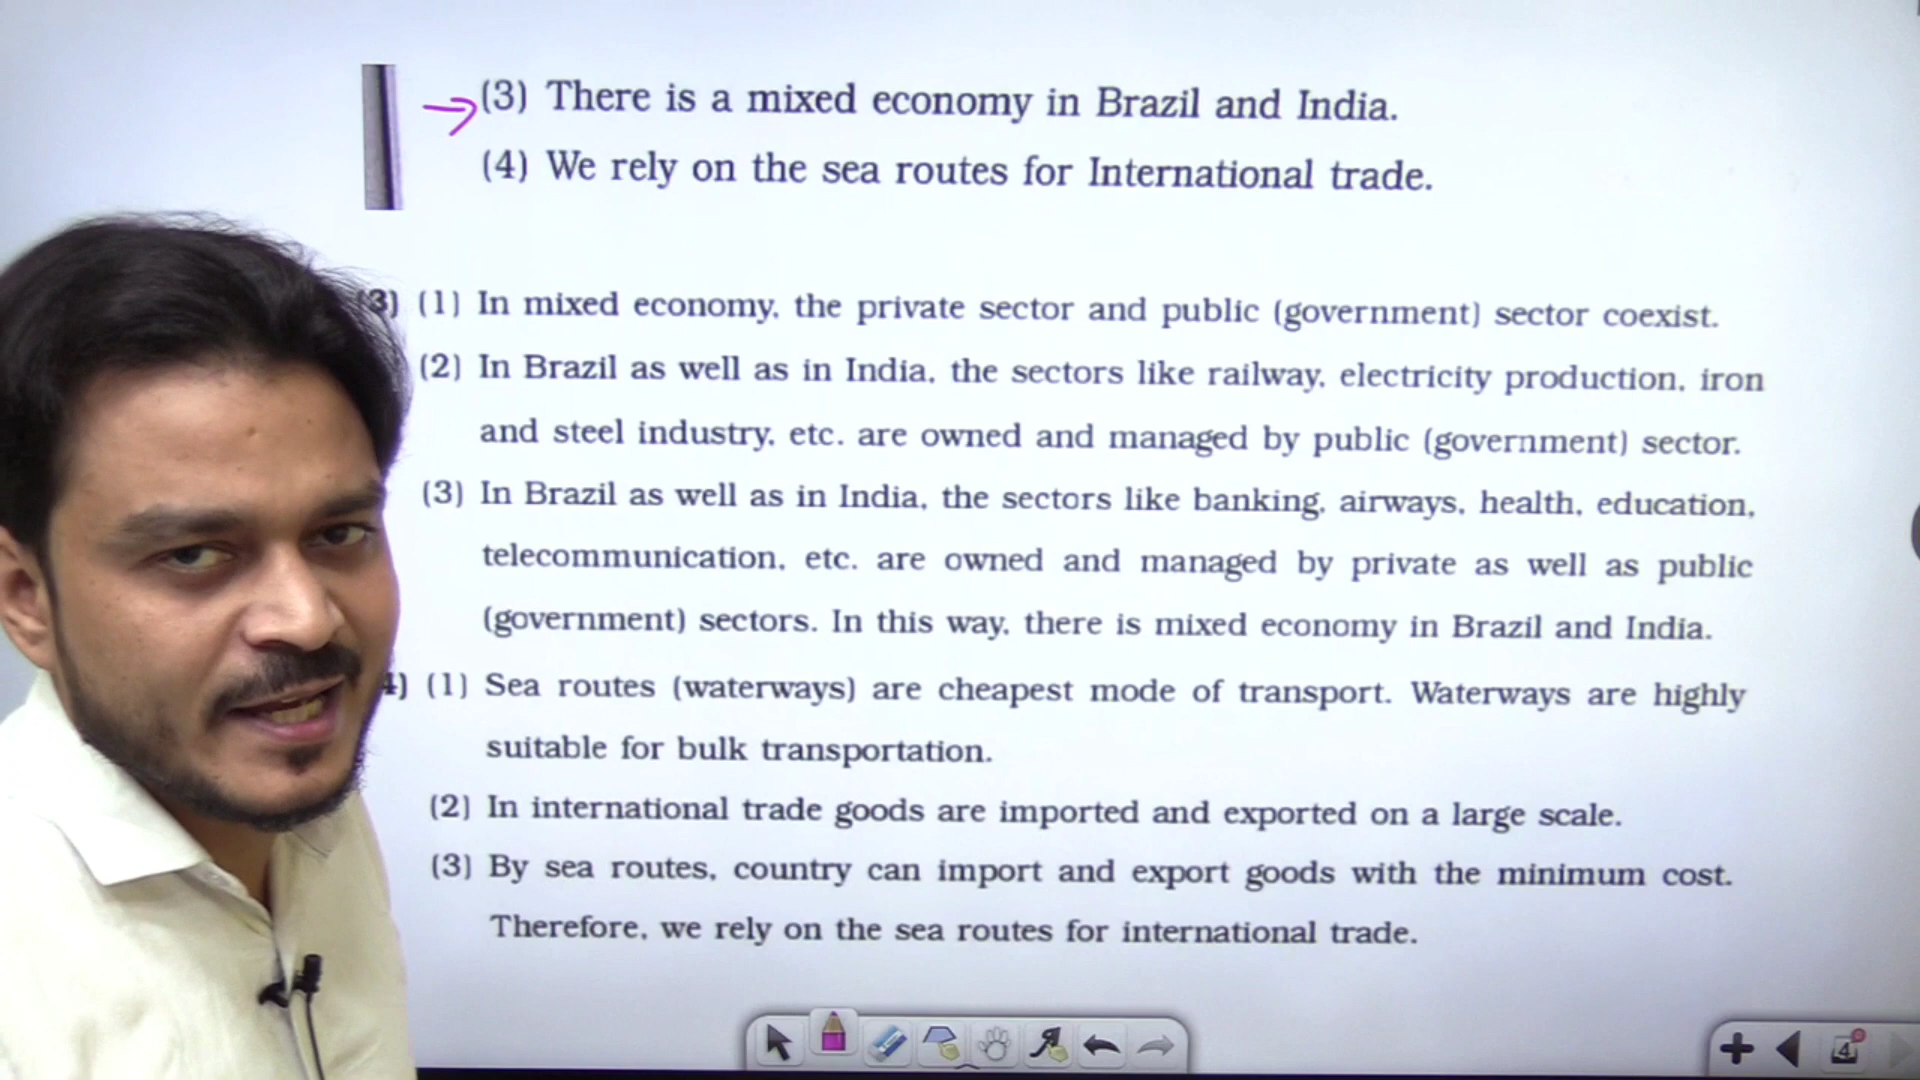 (3) There is a mixed economy in Brazil and India.
(4) We rely on the sea routes for International trade.
3) (1) In mixed economy, the private sector and public (government) sector coexist.
(2) In Brazil as well as in India, the sectors like railway, electricity production, iron
and steel industry, etc. are owned and managed by public (government) sector.
(3) In Brazil as well as in India, the sectors like banking, airways, health, education,
telecommunication, etc. are owned and managed by private as well as public
(government) sectors. In this way, there is mixed economy in Brazil and India.
4) (1) Sea routes (waterways) are cheapest mode of transport. Waterways are highly
suitable for bulk transportation.
(2) In international trade goods are imported and exported on a large scale.
(3) By sea routes, country can import and export goods with the minimum cost.
Therefore, we rely on the sea routes for international trade.
4